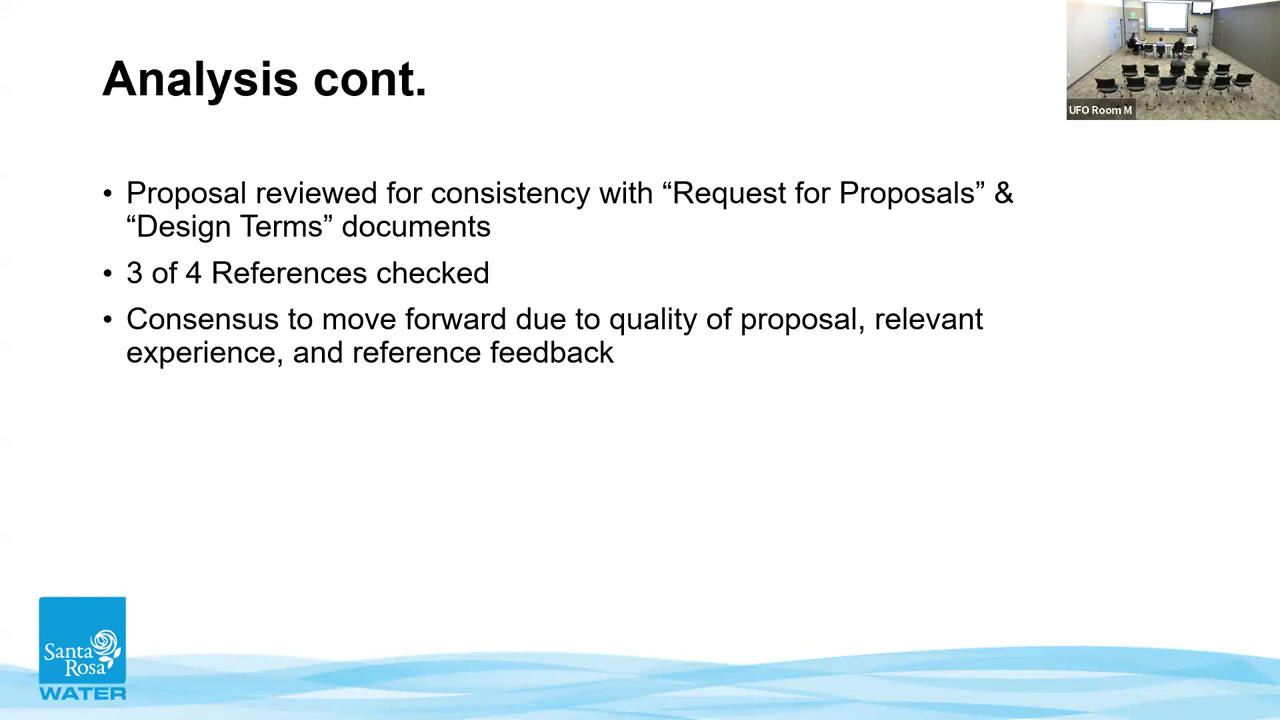 Analysis cont.
UFO Room M
• Proposal reviewed for consistency with “Request for Proposals” &
“Design Terms” documents
• 3 of 4 References checked
• Consensus to move forward due to quality of proposal, relevant
experience, and reference feedback
Santa
Rosa
WATER